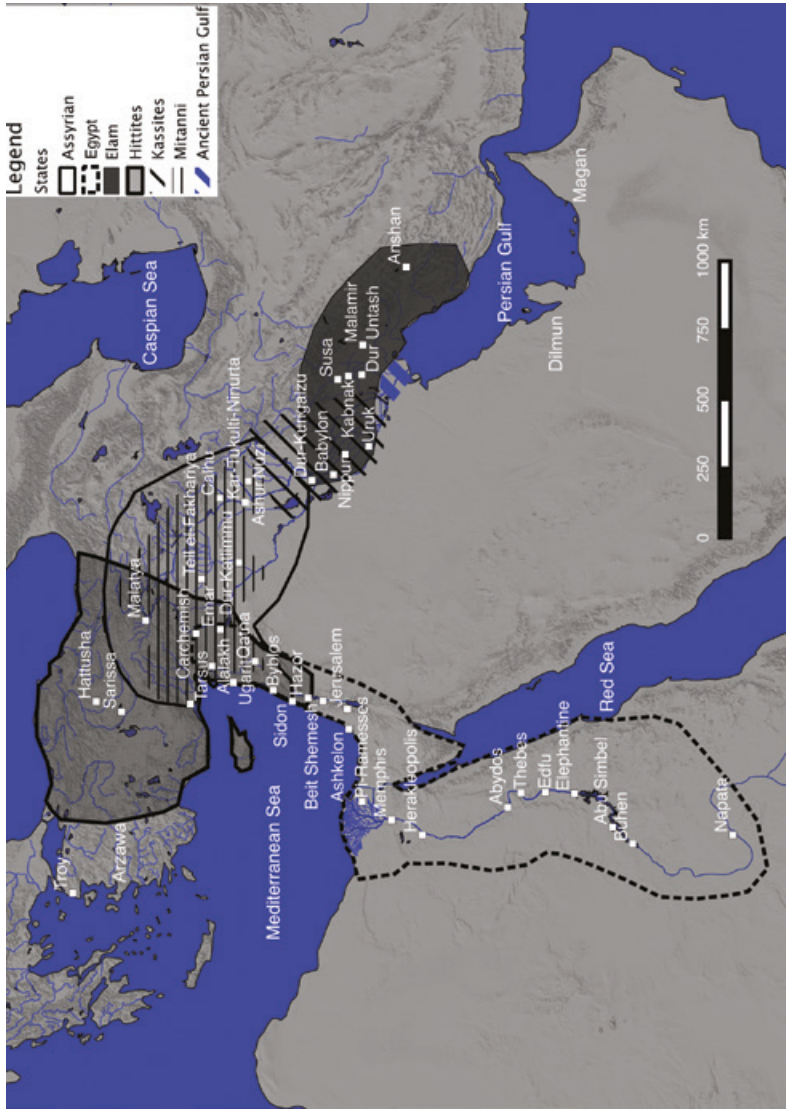 Legend
States
Assyrian
Egypt
Elam
Hittites
Kassites
Mitanni
Ancient Persian Gulf
Caspian Sea
Troy
Arzawa
Hattusha
Sarissa
Malatya
Carchemish
Tarsus
Tell el-Fakhariya
Emar
Alalakh
Dur-Katlimmu
Calhu
Kar-Tukulti-Ninurta
Ashur
Nuzi
Ugarit
Qatna
Byblos
Sidon
Hazor
Beit Shemesh
Jerusalem
Ashkelon
Mediterranean Sea
Pi-Ramesses
Memphis
Herakleopolis
Dur-Kungalzu
Babylon
Nippur
Kabnak
Uruk
Susa
Malamir
Dur Untash
Anshan
Persian Gulf
Dilmun
Magan
Abydos
Thebes
Edfu
Elephantine
Abu Simbel
Buhen
Napata
Red Sea
0 250 500 750 1000 km